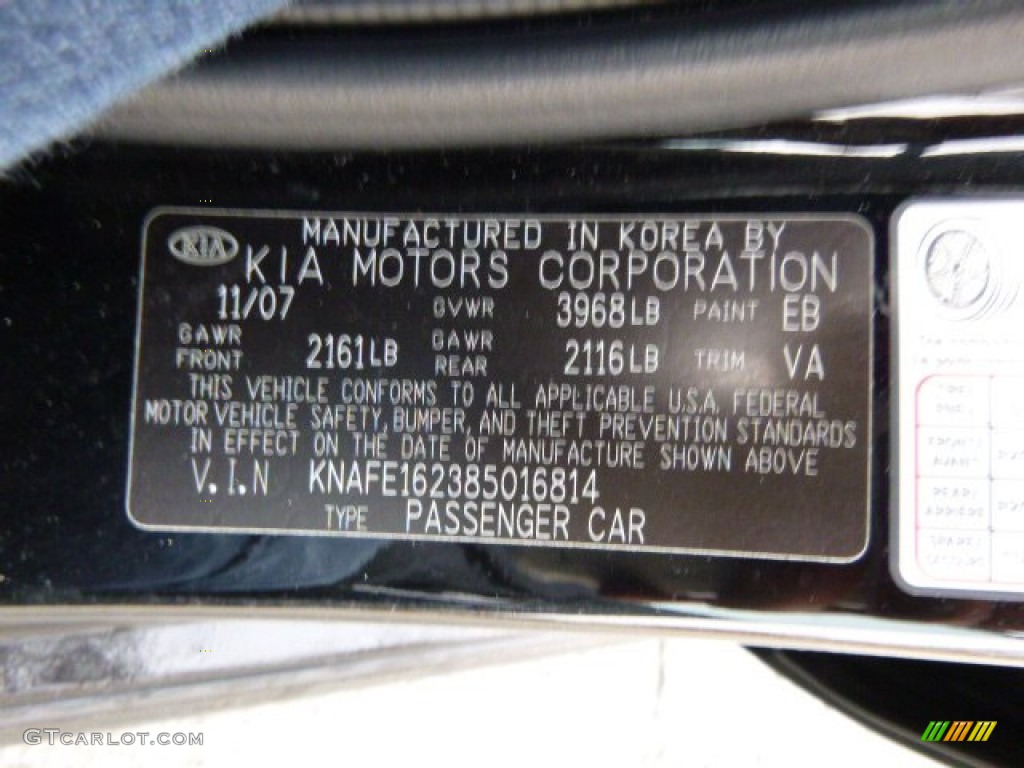 MANUFACTURED IN KOREA BY
KIA KIA MOTORS CORPORATION
11/07 GVWR 3968LB PAINT EB
GAWR FRONT 2161LB GAWR REAR 2116LB TRIM VA
THIS VEHICLE CONFORMS TO ALL APPLICABLE U.S.A. FEDERAL
MOTOR VEHICLE SAFETY, BUMPER, AND THEFT PREVENTION STANDARDS
IN EFFECT ON THE DATE OF MANUFACTURE SHOWN ABOVE
V.I.N KNAFE162385016814
TYPE PASSENGER CAR
GTCARLOT.COM